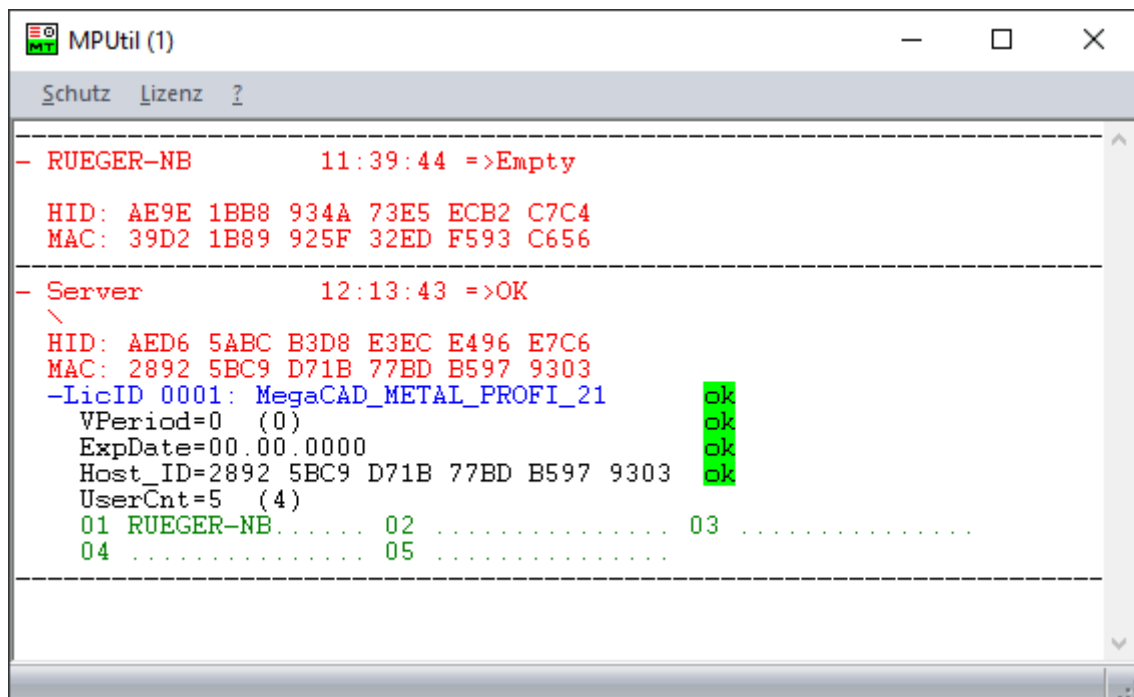 MT
MPUtil (1)
Schutz Lizenz ?
- RUEGER-NB 11:39:44 =>Empty
HID: AE9E 1BB8 934A 73E5 ECB2 C7C4
MAC: 39D2 1B89 925F 32ED F593 C656
- Server 12:13:43 =>OK
\
HID: AED6 5ABC B3D8 E3EC E496 E7C6
MAC: 2892 5BC9 D71B 77BD B597 9303
-LicID 0001: MegaCAD_METAL_PROFI_21 ok
VPeriod=0 (0) ok
ExpDate=00.00.0000 ok
Host_ID=2892 5BC9 D71B 77BD B597 9303 ok
UserCnt=5 (4)
01 RUEGER-NB...... 02 ............... 03 ...............
04 ............... 05 ...............